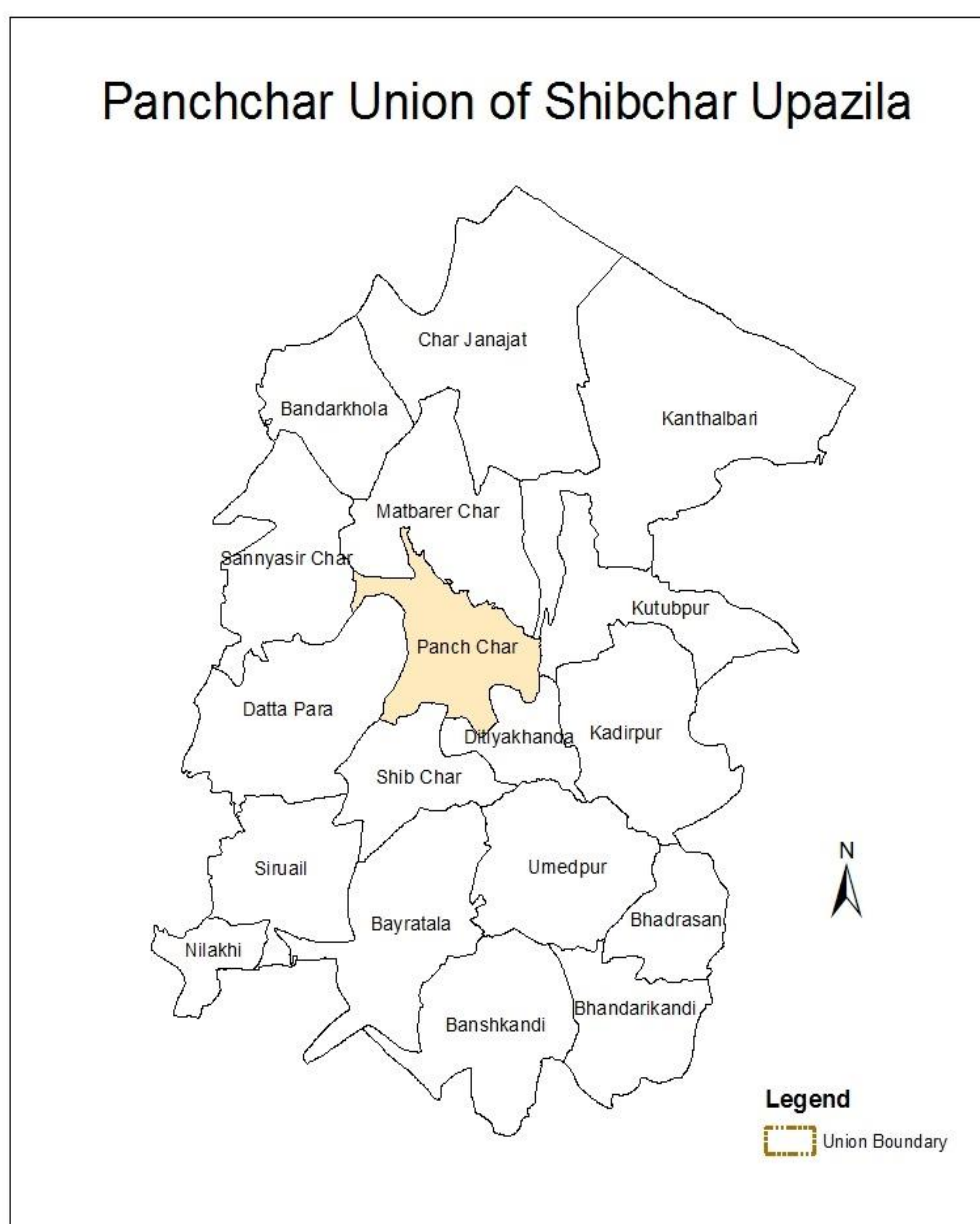 Panchchar Union of Shibchar Upazila
Char Janajat
Bandarkhola
Kanthalbari
Matbarer Char
Sannyasir Char
Kutubpur
Panch Char
Datta Para
Ditiyakhanda
Kadirpur
Shib Char
Siruail
Umedpur
Bayratala
Bhadrasan
Nilakhi
Bhandarikandi
Banshkandi
N
Legend
Union Boundary